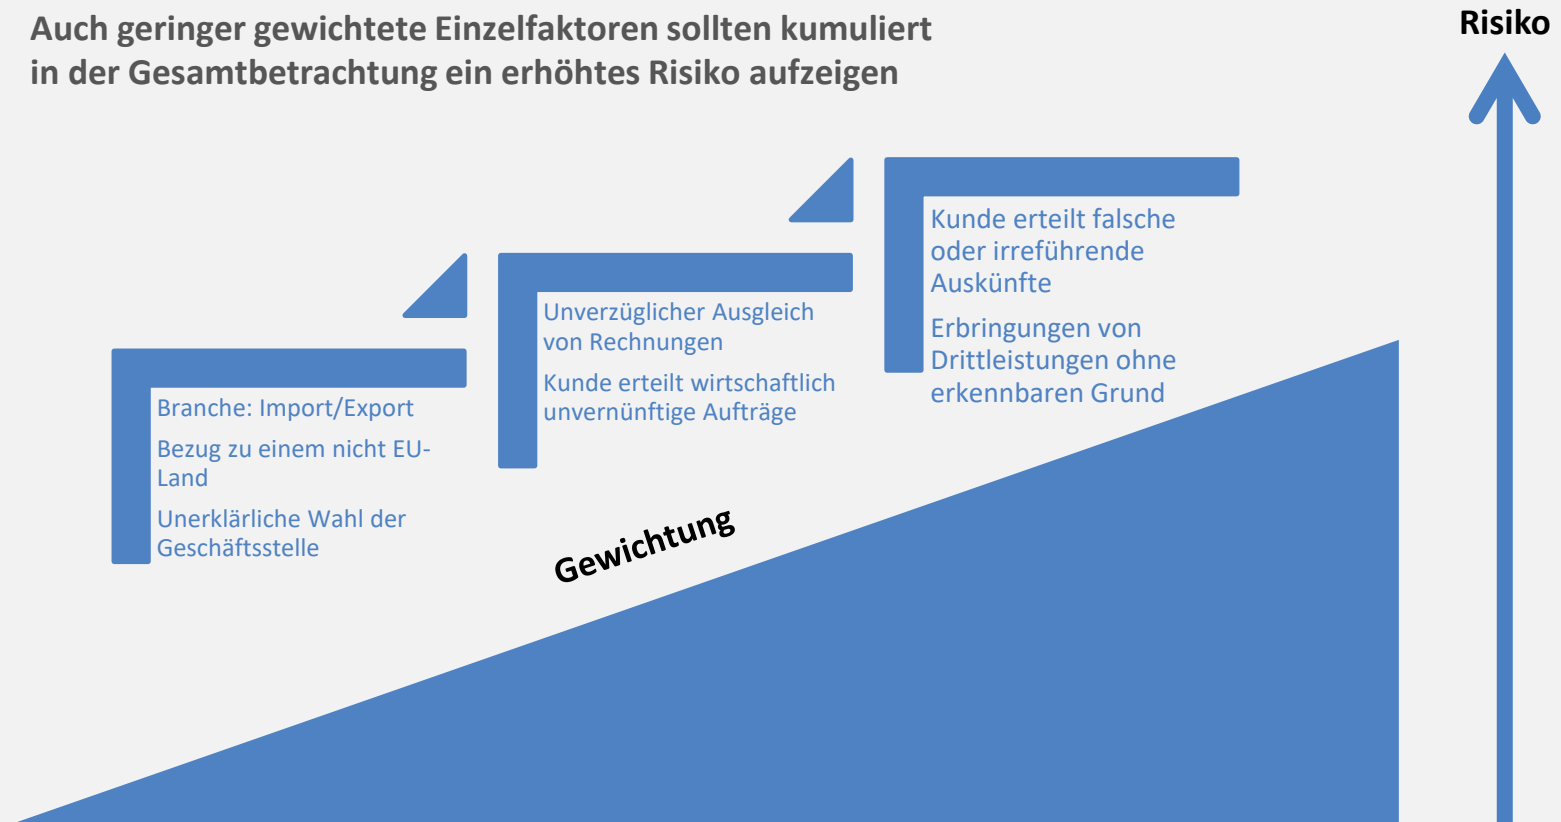 Auch geringer gewichtete Einzelfaktoren sollten kumuliert
in der Gesamtbetrachtung ein erhöhtes Risiko aufzeigen
Risiko
Branche: Import/Export
Bezug zu einem nicht EU-
Land
Unerklärliche Wahl der
Geschäftsstelle
Unverzüglicher Ausgleich
von Rechnungen
Kunde erteilt wirtschaftlich
unvernünftige Aufträge
Kunde erteilt falsche
oder irreführende
Auskünfte
Erbringungen von
Drittleistungen ohne
erkennbaren Grund
Gewichtung